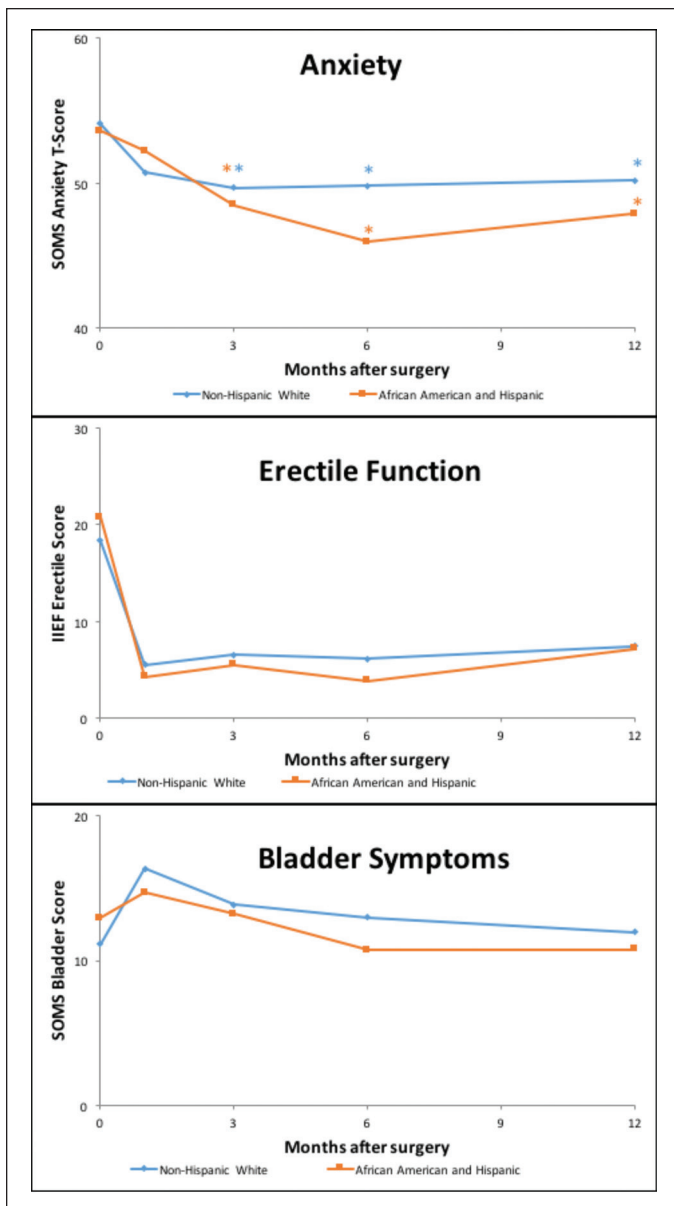 Anxiety
SOMS Anxiety T-Score
60
50
40
* *
*
*
*
*
0 3 6 9 12
Months after surgery
Non-Hispanic White African American and Hispanic
Erectile Function
IIEF Erectile Score
30
20
10
0
0 3 6 9 12
Months after surgery
Non-Hispanic White African American and Hispanic
Bladder Symptoms
SOMS Bladder Score
20
10
0
0 3 6 9 12
Months after surgery
Non-Hispanic White African American and Hispanic